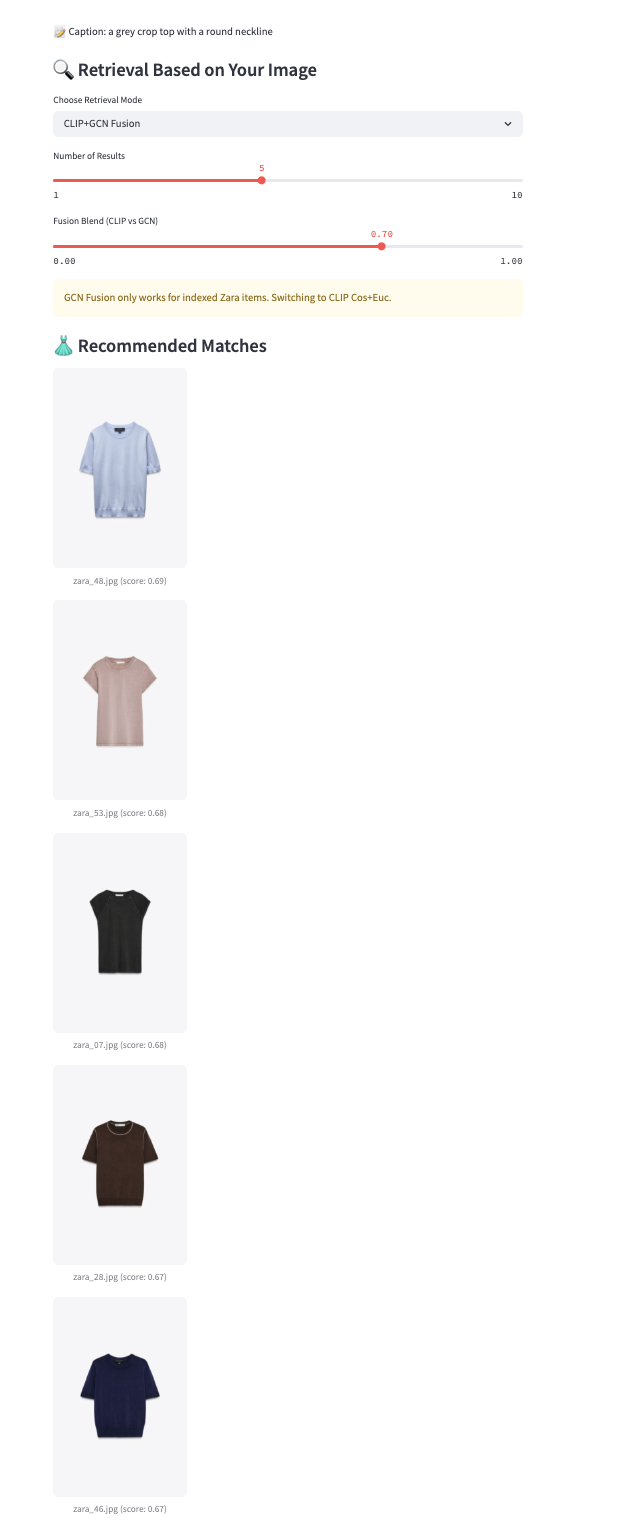 📝 Caption: a grey crop top with a round neckline
🔍 Retrieval Based on Your Image
Choose Retrieval Mode
CLIP+GCN Fusion
Number of Results
5
1 10
Fusion Blend (CLIP vs GCN)
0.70
0.00 1.00
GCN Fusion only works for indexed Zara items. Switching to CLIP Cos+Euc.
👗 Recommended Matches
zara_48.jpg (score: 0.69)
zara_53.jpg (score: 0.68)
zara_07.jpg (score: 0.68)
zara_28.jpg (score: 0.67)
zara_46.jpg (score: 0.67)